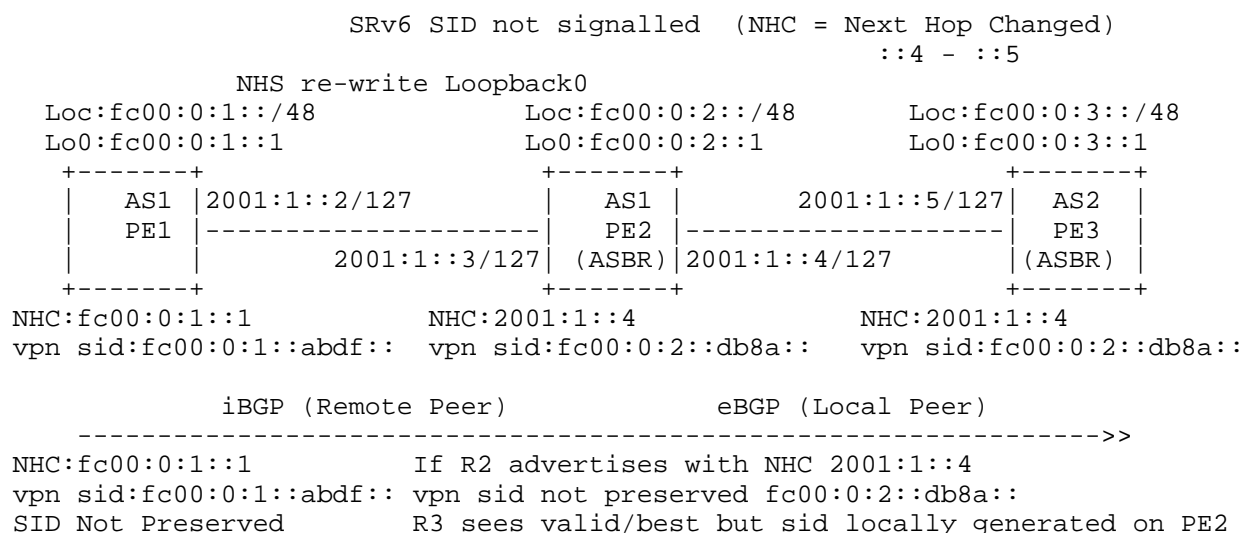 SRv6 SID not signalled  (NHC = Next Hop Changed)
::4 - ::5
NHS re-write Loopback0
Loc:fc00:0:1::/48             Loc:fc00:0:2::/48       Loc:fc00:0:3::/48
Lo0:fc00:0:1::1               Lo0:fc00:0:2::1         Lo0:fc00:0:3::1
+-------+                     +-------+                    +-------+
|   AS1 |2001:1::2/127        |   AS1 |       2001:1::5/127|  AS2  |
|   PE1 |---------------------|   PE2 |--------------------|  PE3  |
|       |        2001:1::3/127| (ASBR)|2001:1::4/127       |(ASBR) |
+-------+                     +-------+                    +-------+
NHC:fc00:0:1::1           NHC:2001:1::4              NHC:2001:1::4
vpn sid:fc00:0:1::abdf::  vpn sid:fc00:0:2::db8a::   vpn sid:fc00:0:2::db8a::
iBGP (Remote Peer)             eBGP (Local Peer)
---------------------------------------------------------------->>
NHC:fc00:0:1::1          If R2 advertises with NHC 2001:1::4
vpn sid:fc00:0:1::abdf:: vpn sid not preserved fc00:0:2::db8a::
SID Not Preserved        R3 sees valid/best but sid locally generated on PE2